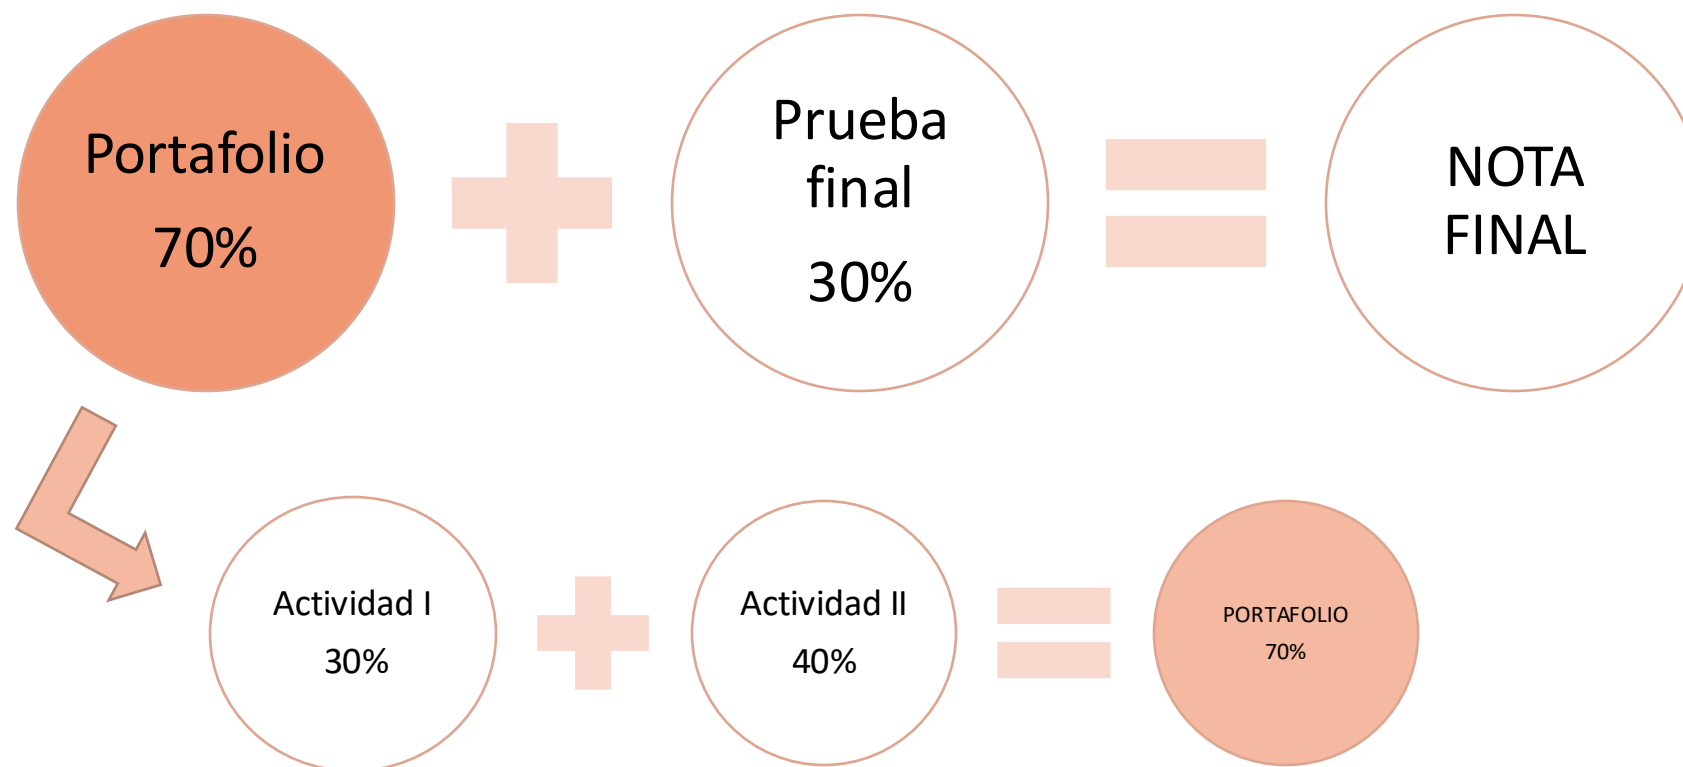 Portafolio
70%
Prueba
final
30%
NOTA
FINAL
Actividad I
30%
Actividad II
40%
PORTAFOLIO
70%